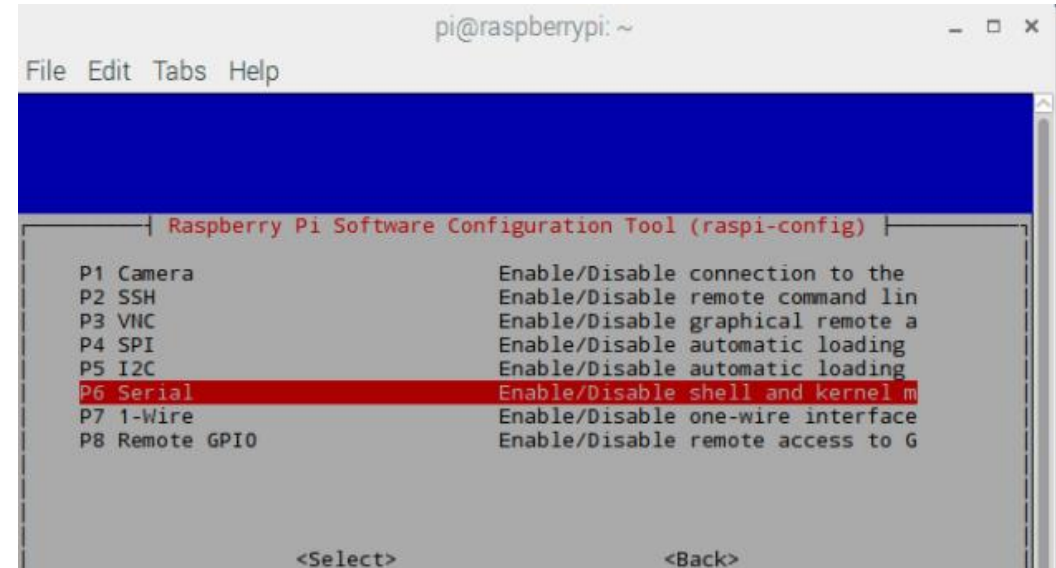 pi@raspberrypi: ~
File Edit Tabs Help
Raspberry Pi Software Configuration Tool (raspi-config)
P1 Camera Enable/Disable connection to the
P2 SSH Enable/Disable remote command lin
P3 VNC Enable/Disable graphical remote a
P4 SPI Enable/Disable automatic loading
P5 I2C Enable/Disable automatic loading
P6 Serial Enable/Disable shell and kernel m
P7 1-Wire Enable/Disable one-wire interface
P8 Remote GPIO Enable/Disable remote access to G
<Select> <Back>